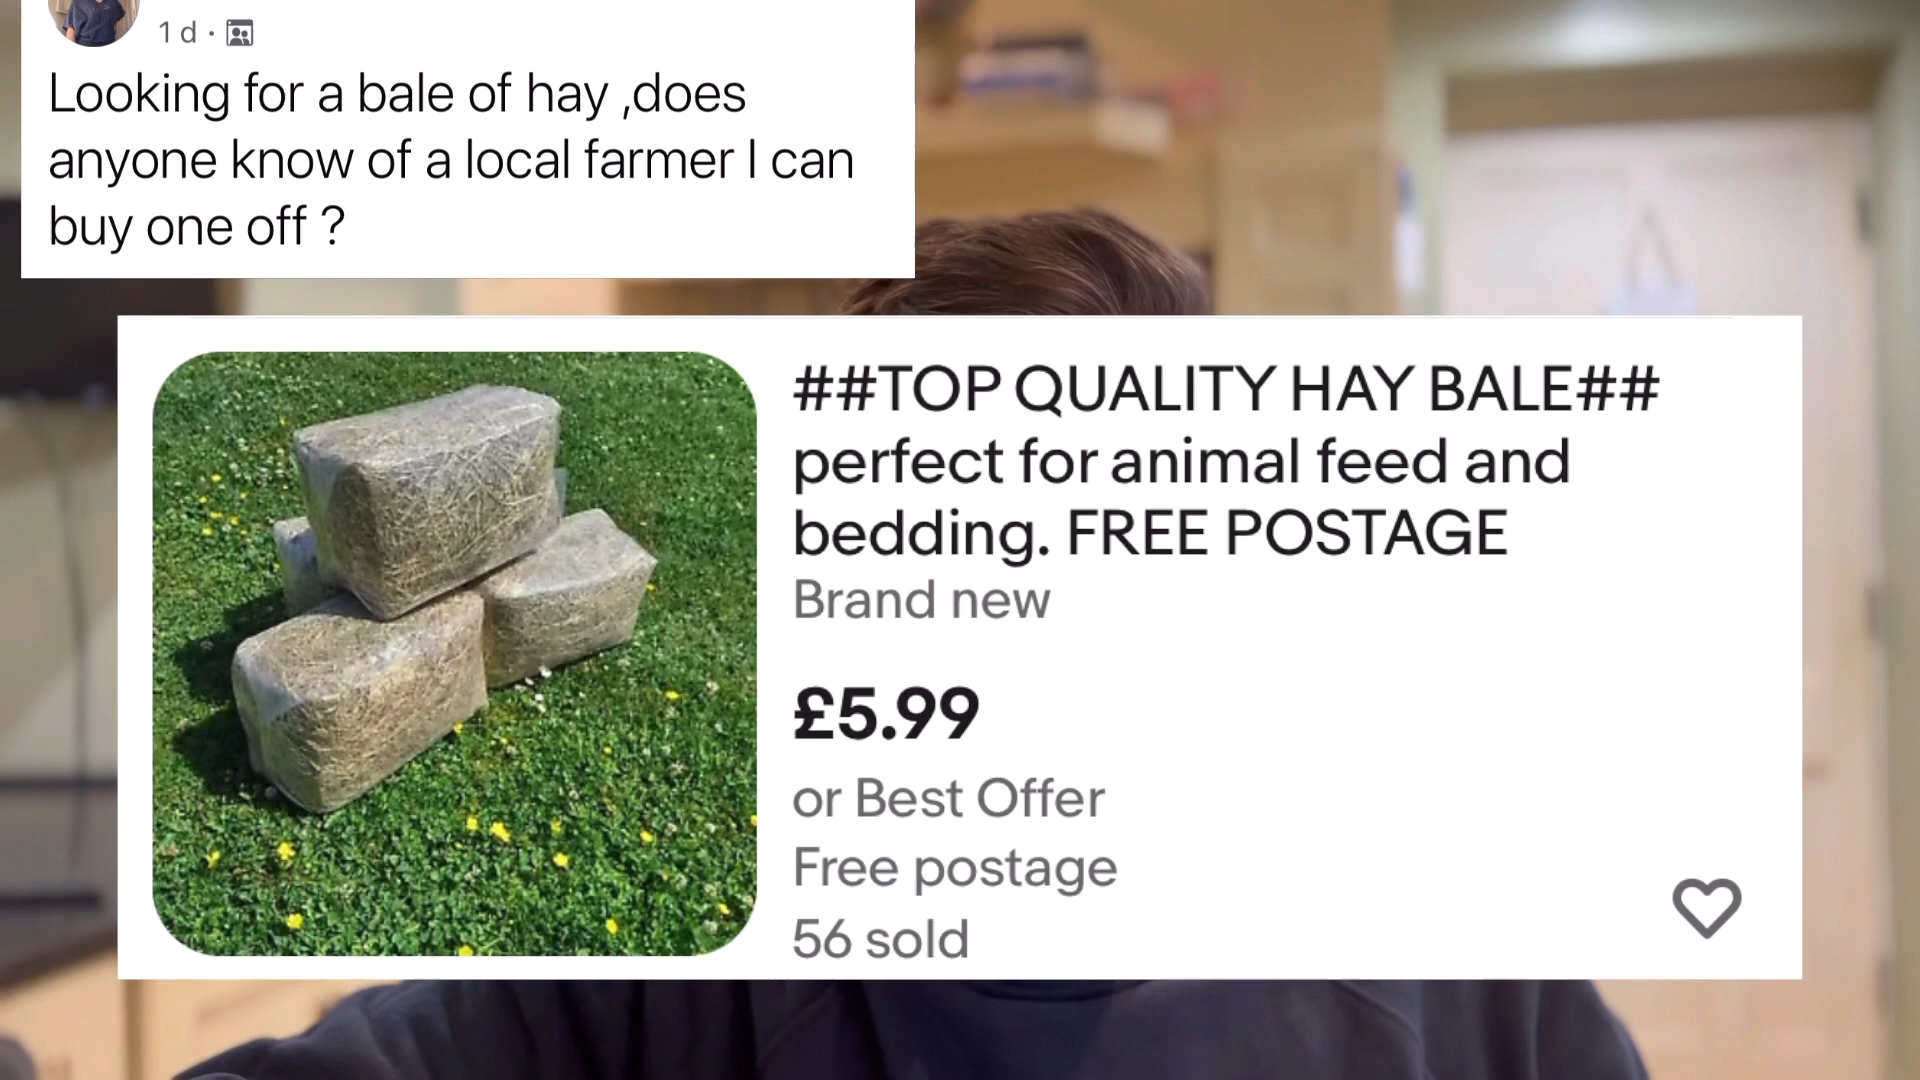 1 d ·
Looking for a bale of hay ,does
anyone know of a local farmer I can
buy one off ?
##TOP QUALITY HAY BALE##
perfect for animal feed and
bedding. FREE POSTAGE
Brand new
£5.99
or Best Offer
Free postage
56 sold